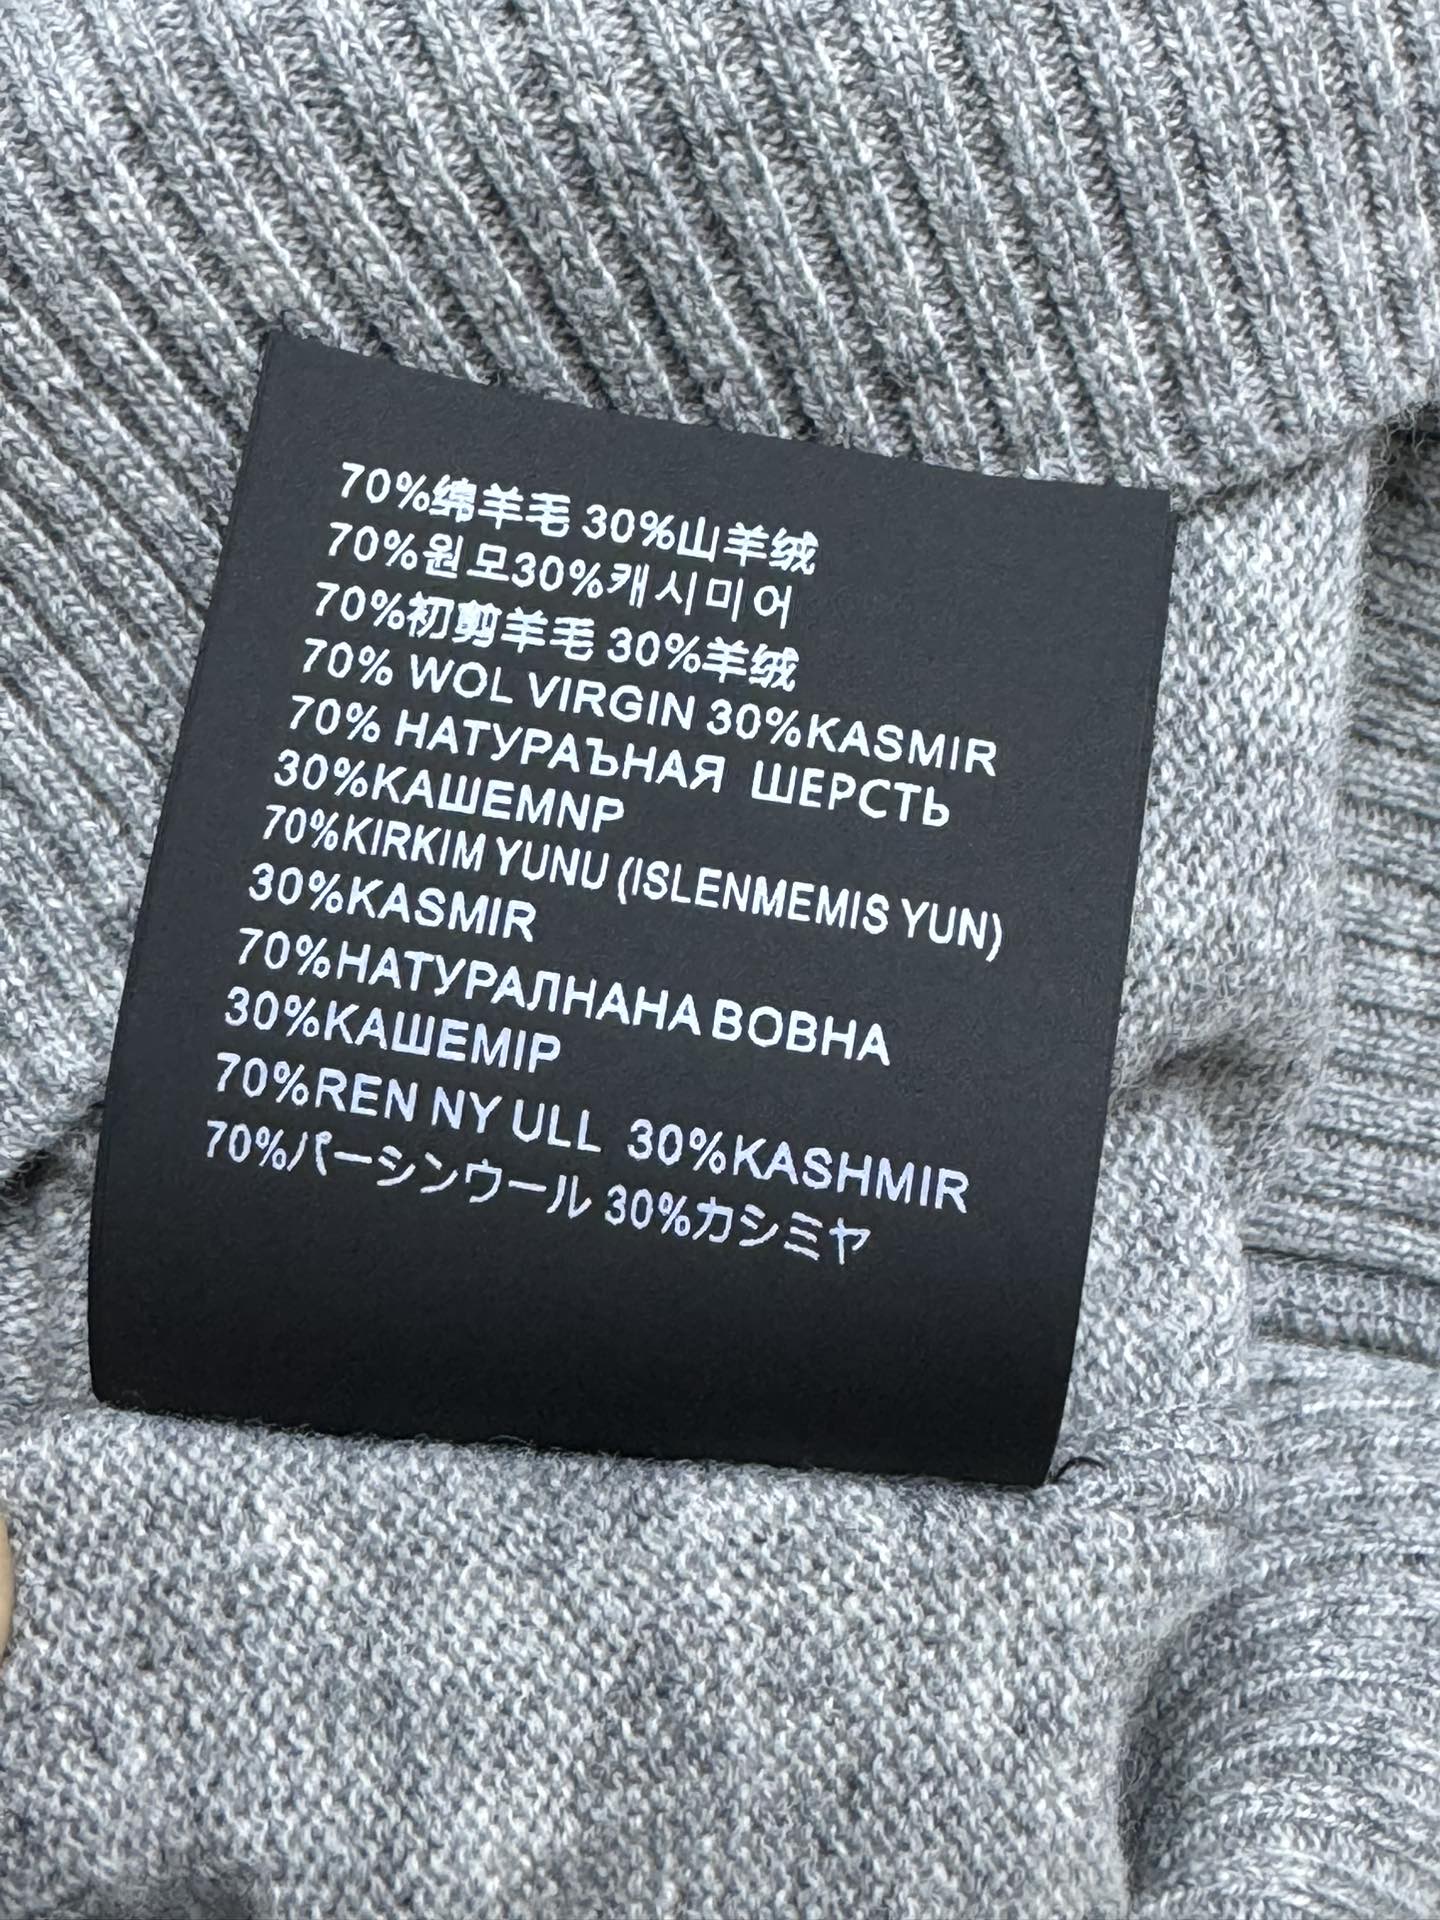 70%绵羊毛 30%山羊绒
70%원모30%캐시미어
70%初剪羊毛 30%羊绒
70% WOL VIRGIN 30%KASMIR
70% НАТУРАЪНАЯ ШЕРСТЬ
30%КАШЕМNP
70%KIRKIM YUNU (ISLENMEMIS YUN)
30%KASMIR
70%НАТУРАЛНАНА ВОВНА
30%КАШЕМІР
70%REN NY ULL 30%KASHMIR
70%パーシンウール 30%カシミヤ